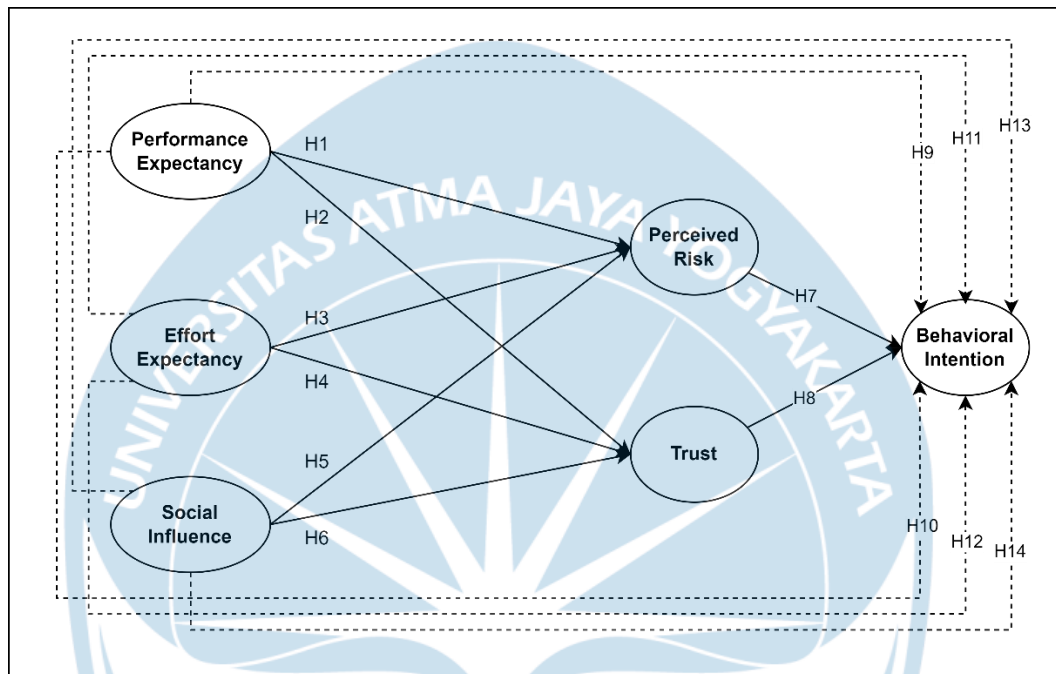 Performance
Expectancy
Effort
Expectancy
Social
Influence
Perceived
Risk
Trust
Behavioral
Intention
H1
H2
H3
H4
H5
H6
H7
H8
H9
H11
H13
H10
H12
H14
UNIVERSITAS ATMA JAYA YOGYAKARTA